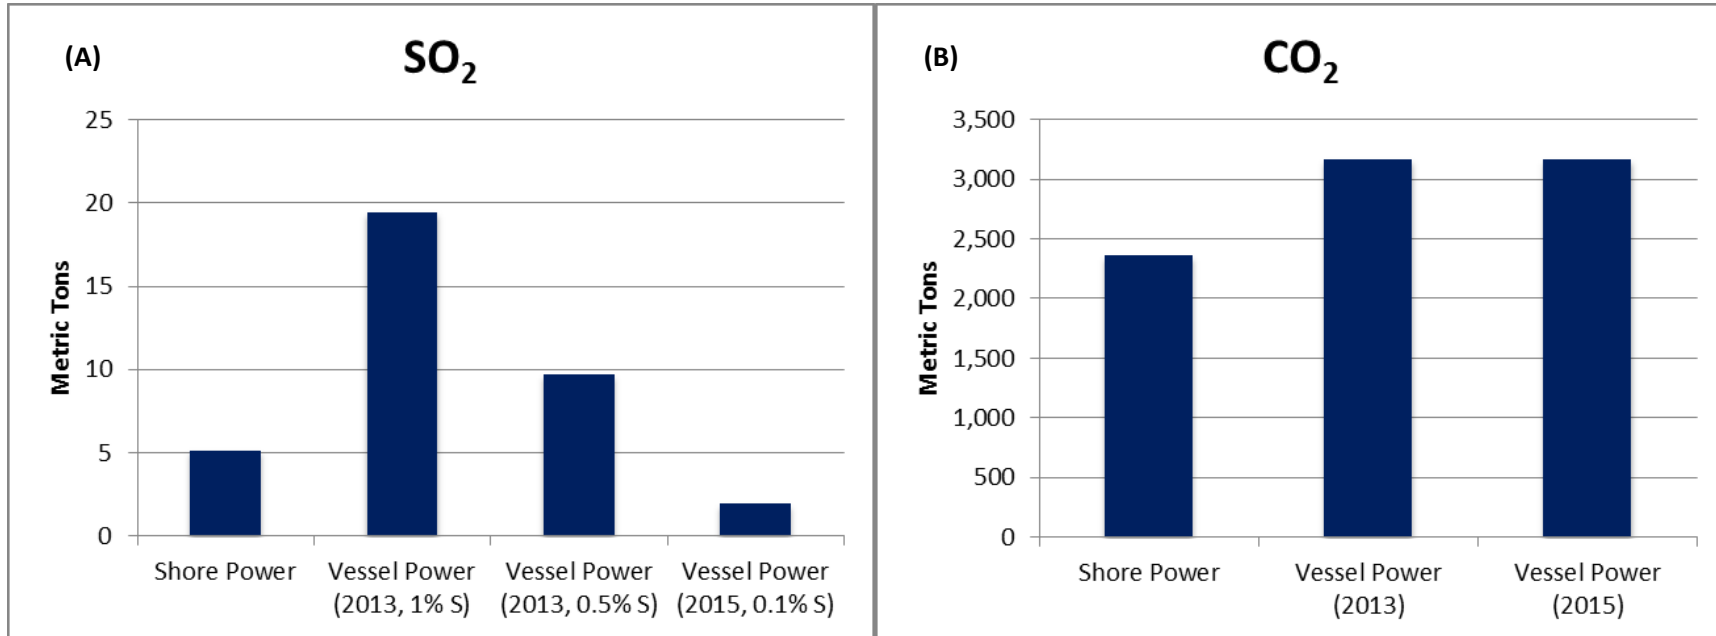 (A)
SO₂
Metric Tons
25
20
15
10
5
0
Shore Power
Vessel Power
(2013, 1% S)
Vessel Power
(2013, 0.5% S)
Vessel Power
(2015, 0.1% S)
(B)
CO₂
Metric Tons
3,500
3,000
2,500
2,000
1,500
1,000
500
0
Shore Power
Vessel Power
(2013)
Vessel Power
(2015)